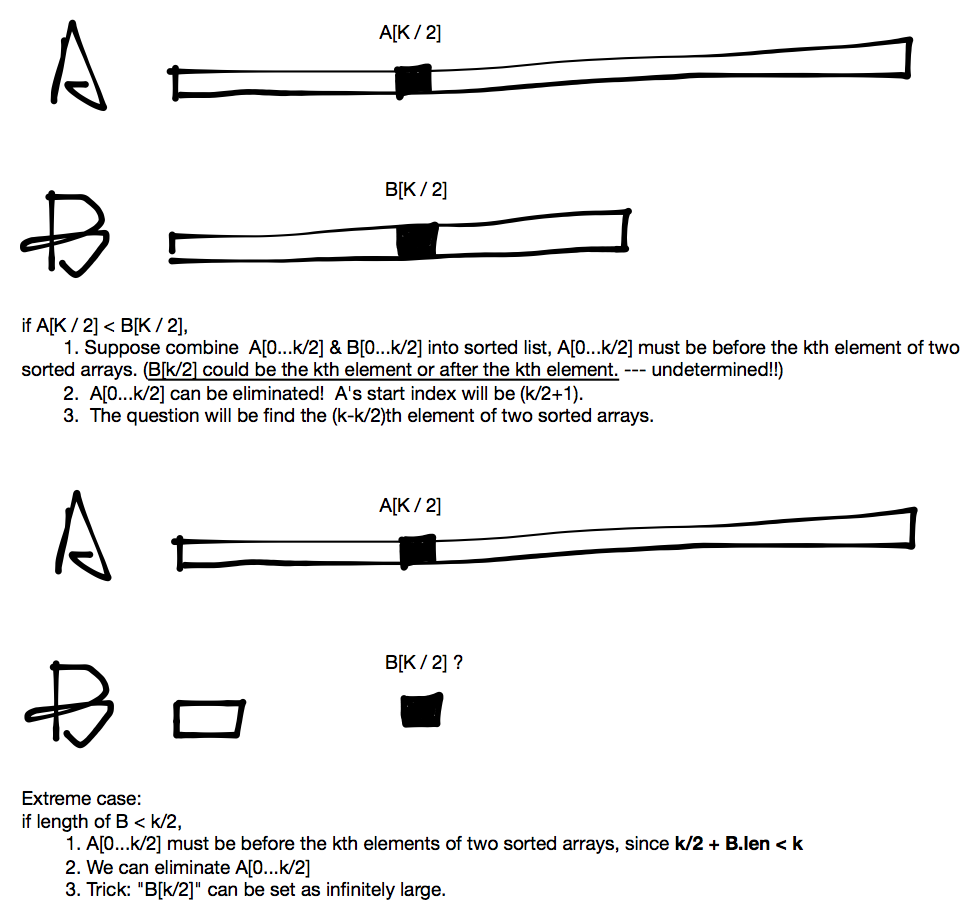 A
A[K / 2]
B
B[K / 2]
if A[K / 2] < B[K / 2],
1. Suppose combine A[0...k/2] & B[0...k/2] into sorted list, A[0...k/2] must be before the kth element of two
sorted arrays. (B[k/2] could be the kth element or after the kth element. --- undetermined!!)
2. A[0...k/2] can be eliminated! A's start index will be (k/2+1).
3. The question will be find the (k-k/2)th element of two sorted arrays.
A
A[K / 2]
B
B[K / 2] ?
Extreme case:
if length of B < k/2,
1. A[0...k/2] must be before the kth elements of two sorted arrays, since k/2 + B.len < k
2. We can eliminate A[0...k/2]
3. Trick: "B[k/2]" can be set as infinitely large.